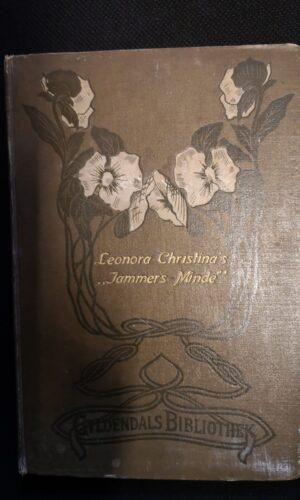 Leonora Christina's
„Jammers Minde"
GYLDENDALS BIBLIOTHEK